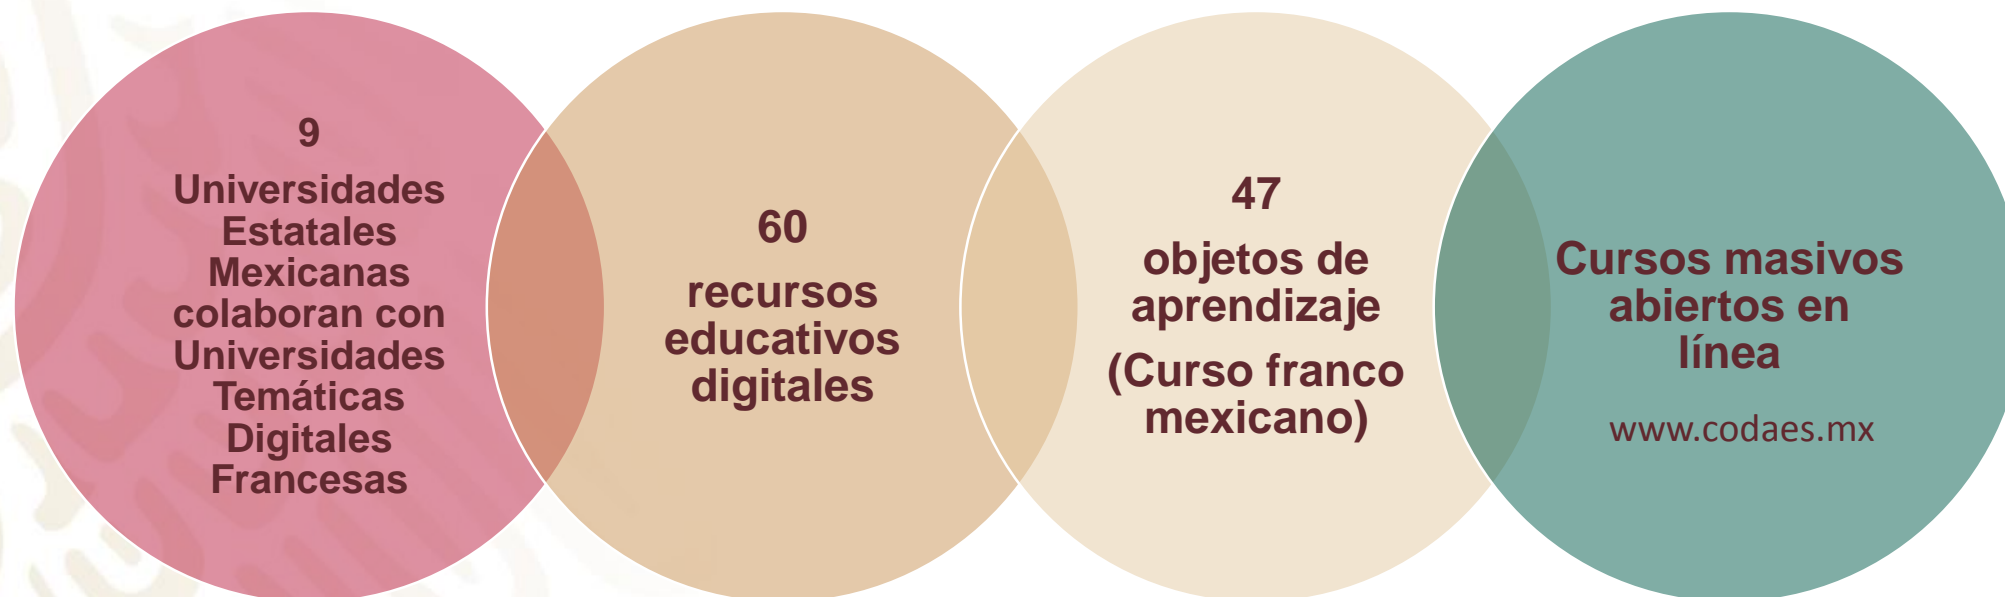 9
Universidades
Estatales
Mexicanas
colaboran con
Universidades
Temáticas
Digitales
Francesas
60
recursos
educativos
digitales
47
objetos de
aprendizaje
(Curso franco
mexicano)
Cursos masivos
abiertos en
línea
www.codaes.mx